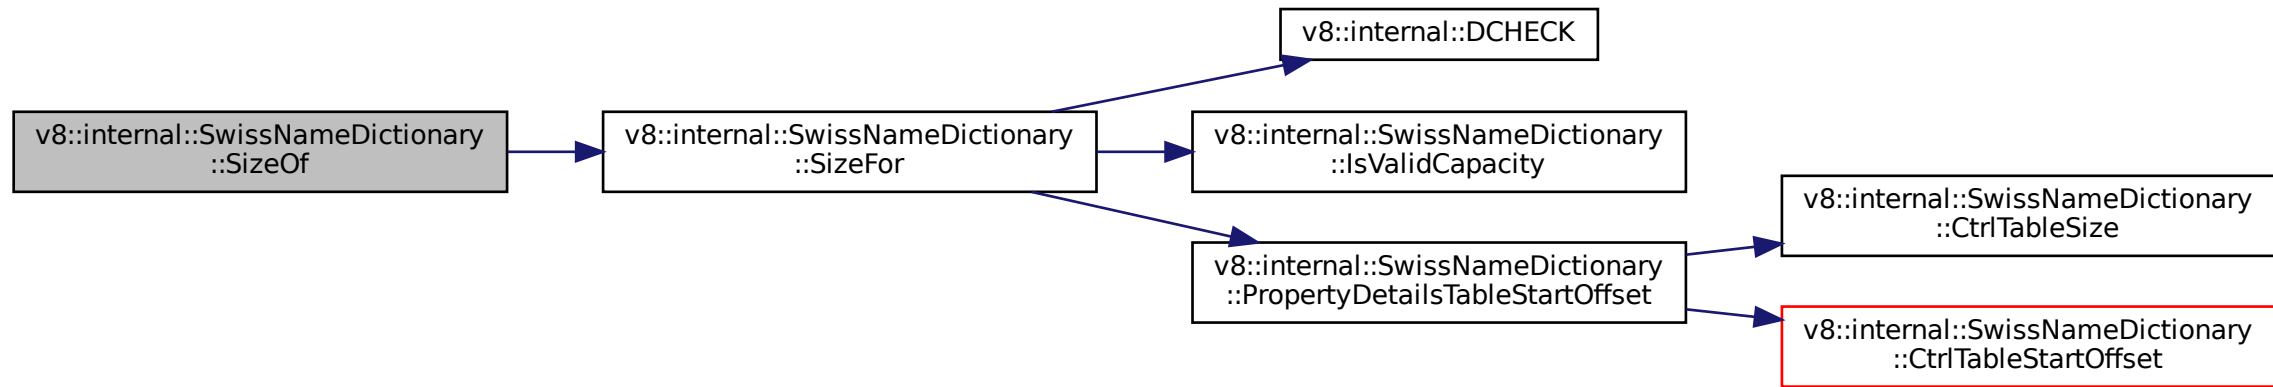 v8::internal::DCHECK
v8::internal::SwissNameDictionary
::SizeOf
v8::internal::SwissNameDictionary
::SizeFor
v8::internal::SwissNameDictionary
::IsValidCapacity
v8::internal::SwissNameDictionary
::PropertyDetailsTableStartOffset
v8::internal::SwissNameDictionary
::CtrlTableSize
v8::internal::SwissNameDictionary
::CtrlTableStartOffset